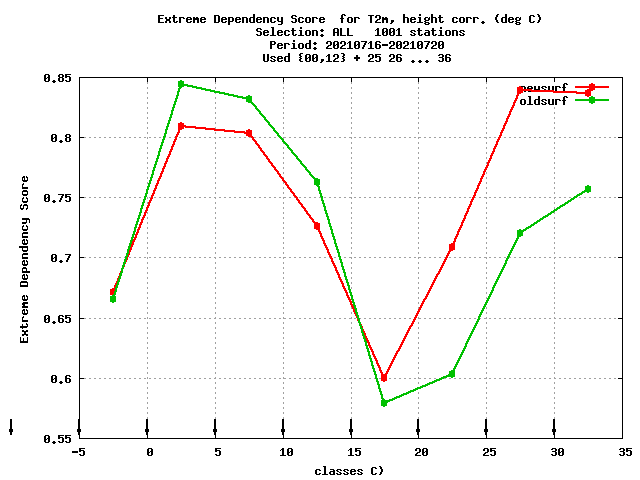 Extreme Dependency Score  for T2m, height corr. (deg C)
Selection: ALL   1001 stations
Period: 20210716-20210720
Used {00,12} + 25 26 ... 36
0.85
newsurf
oldsurf
0.8
0.75
0.7
0.65
0.6
0.55
Extreme Dependency Score
-5 0 5 10 15 20 25 30 35
classes C)